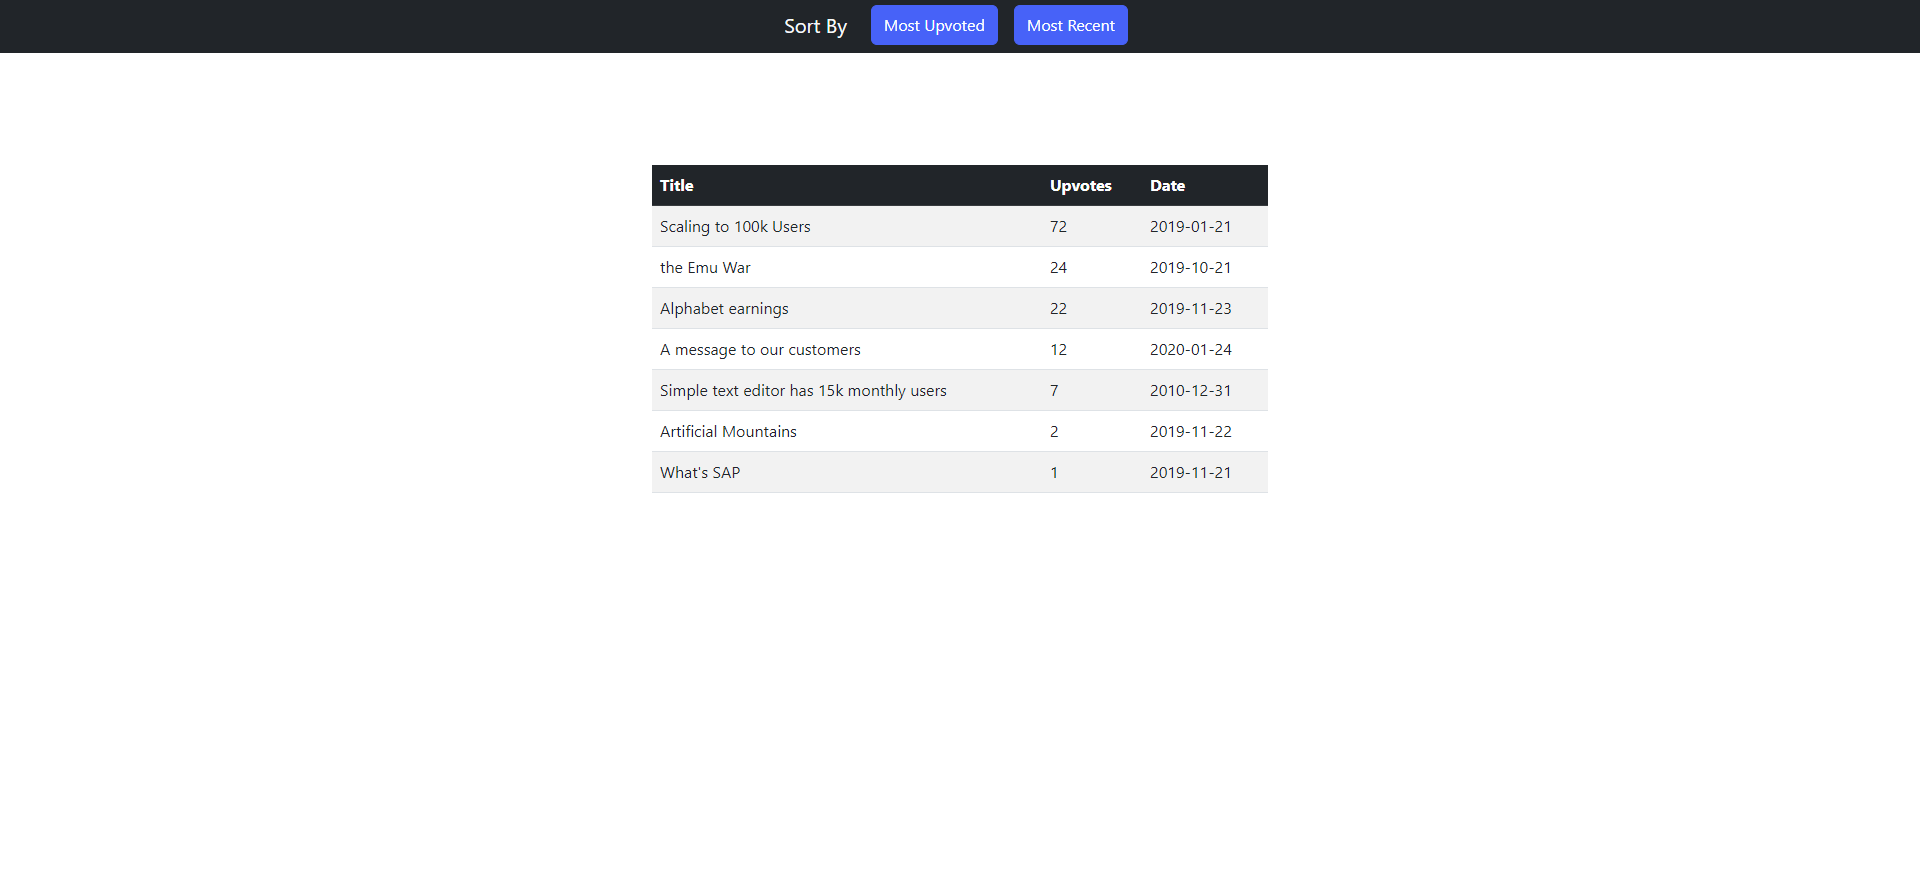 Sort By Most Upvoted Most Recent
Title Upvotes Date
Scaling to 100k Users 72 2019-01-21
the Emu War 24 2019-10-21
Alphabet earnings 22 2019-11-23
A message to our customers 12 2020-01-24
Simple text editor has 15k monthly users 7 2010-12-31
Artificial Mountains 2 2019-11-22
What's SAP 1 2019-11-21